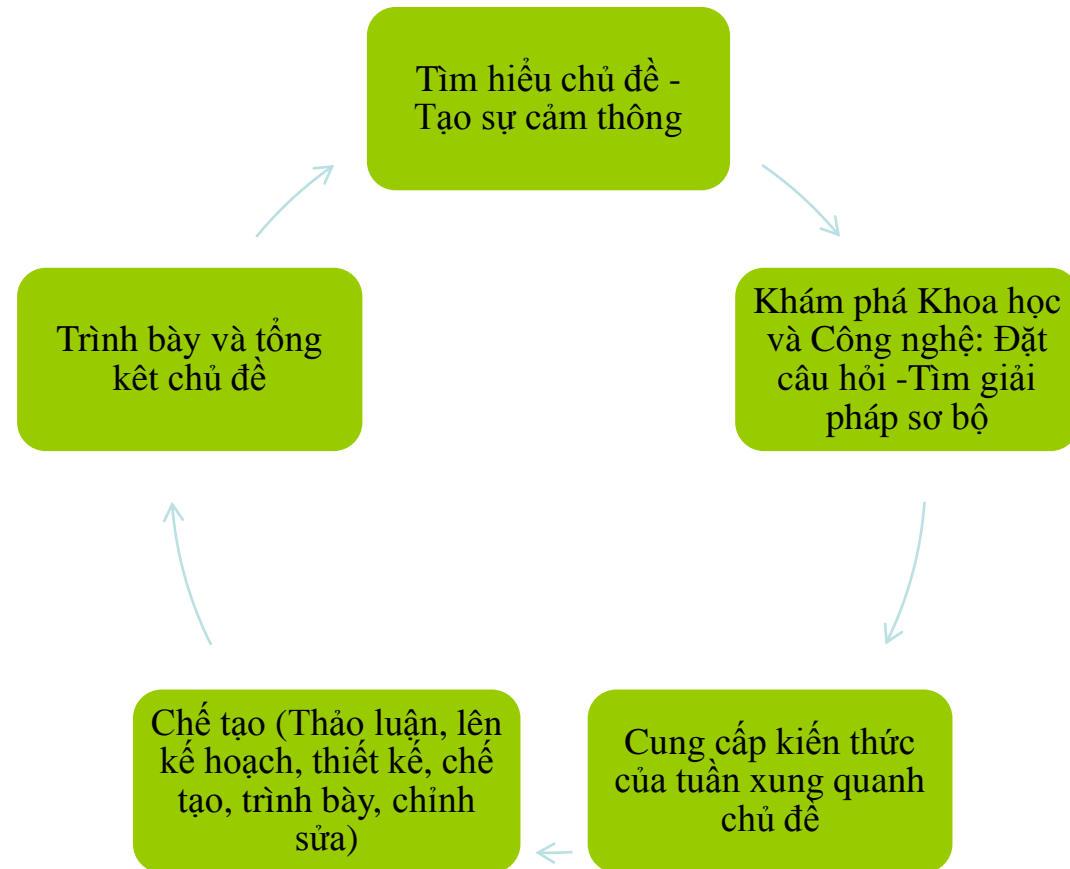 Tìm hiểu chủ đề -
Tạo sự cảm thông
Khám phá Khoa học
và Công nghệ: Đặt
câu hỏi -Tìm giải
pháp sơ bộ
Cung cấp kiến thức
của tuần xung quanh
chủ đề
Chế tạo (Thảo luận, lên
kế hoạch, thiết kế, chế
tạo, trình bày, chỉnh
sửa)
Trình bày và tổng
kêt chủ đề